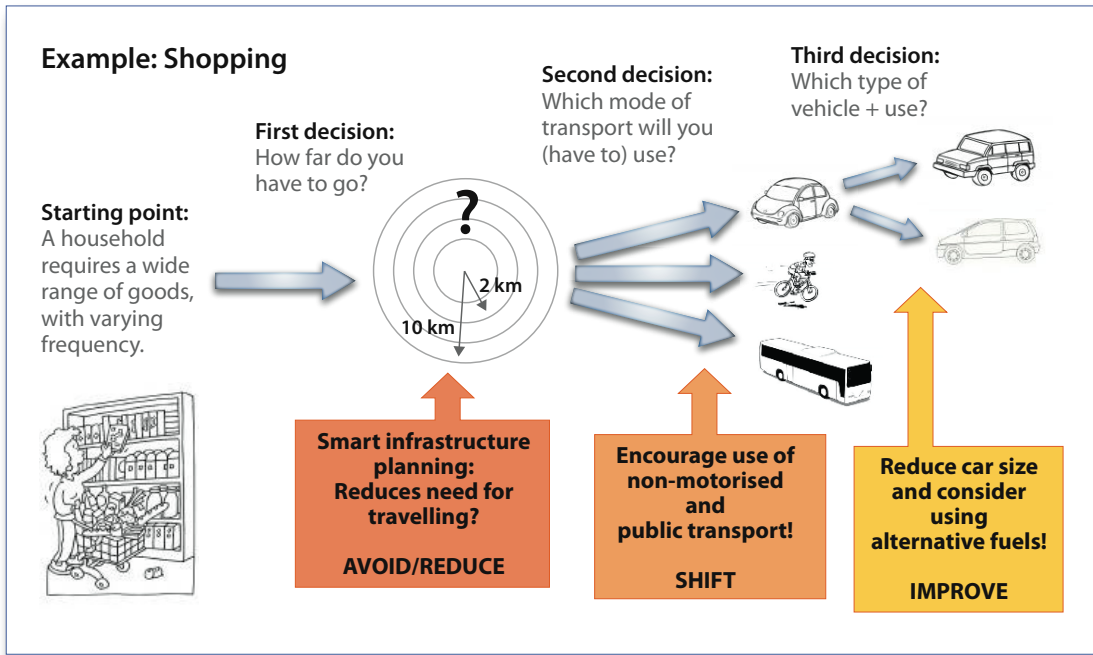 Example: Shopping
Starting point:
A household
requires a wide
range of goods,
with varying
frequency.
First decision:
How far do you
have to go?
?
2 km
10 km
Second decision:
Which mode of
transport will you
(have to) use?
Third decision:
Which type of
vehicle + use?
Smart infrastructure
planning:
Reduces need for
travelling?
AVOID/REDUCE
Encourage use of
non-motorised
and
public transport!
SHIFT
Reduce car size
and consider
using
alternative fuels!
IMPROVE